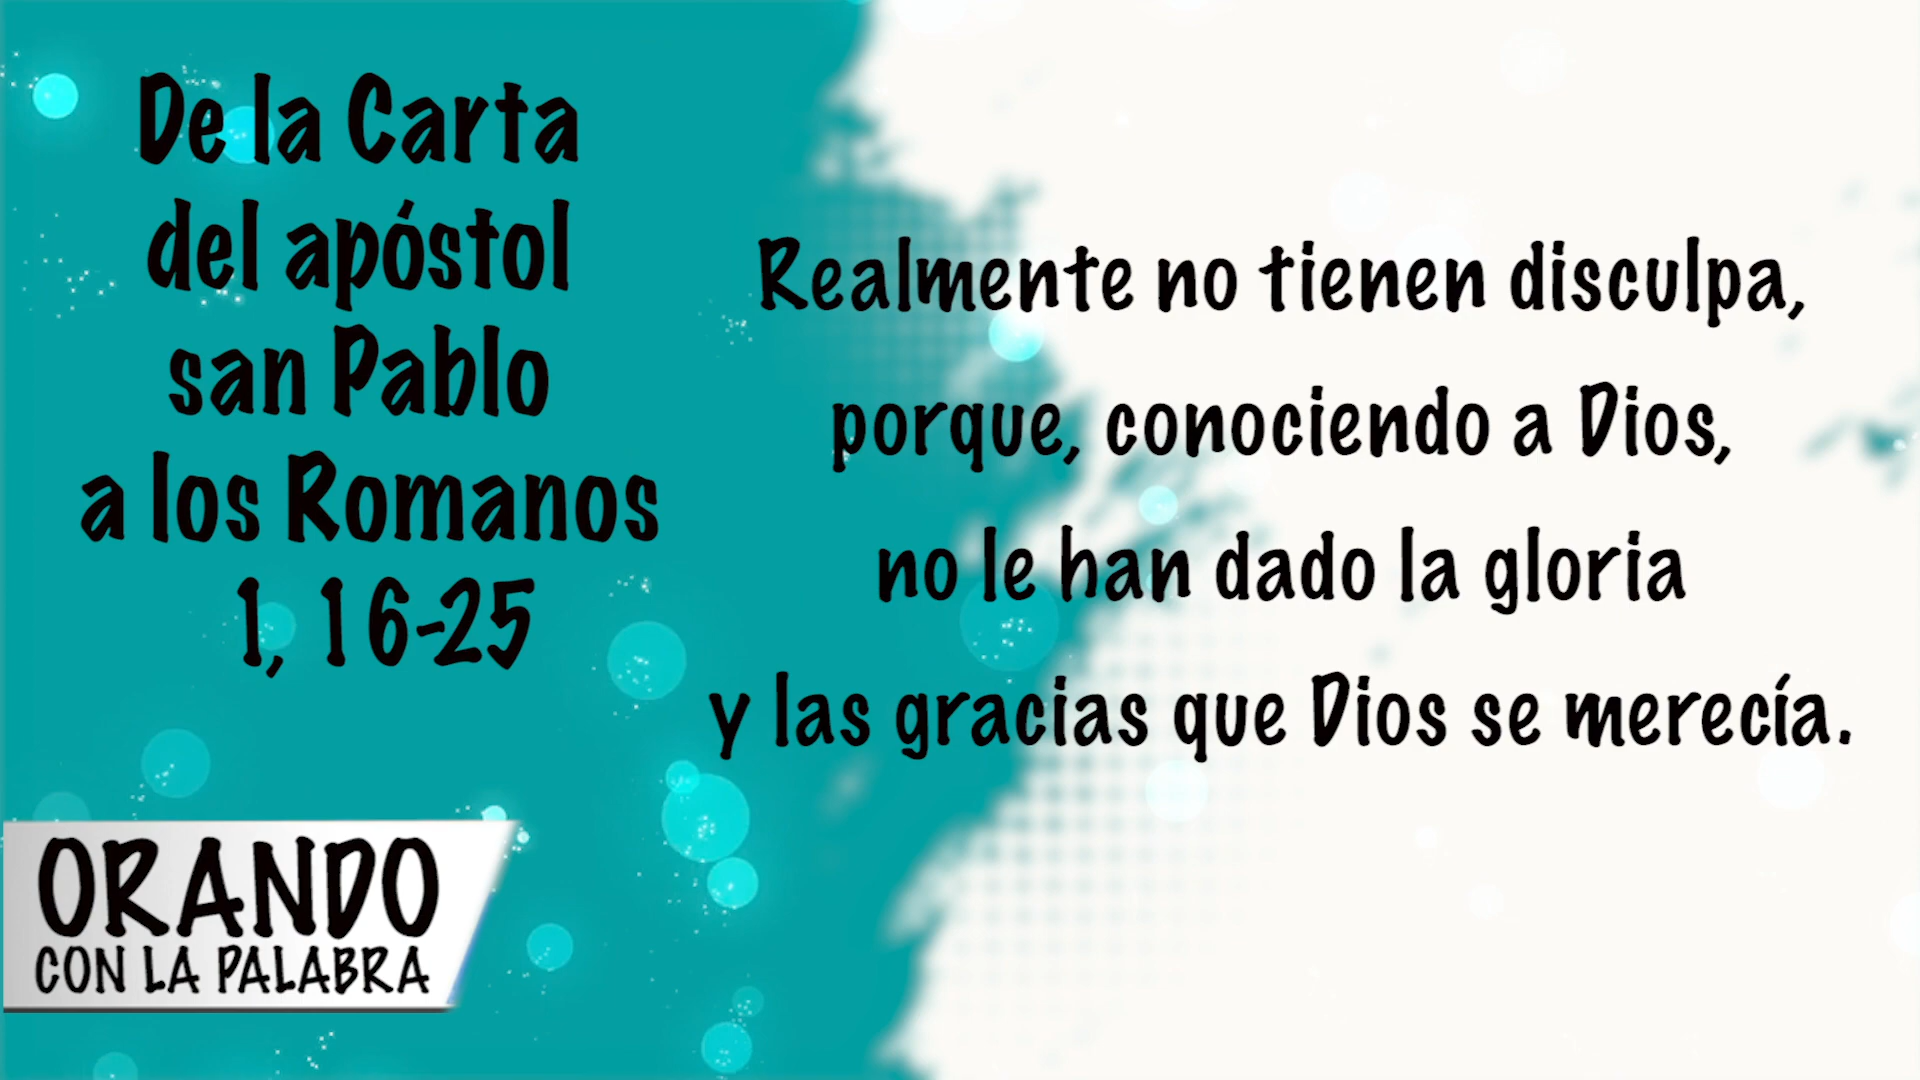 De la Carta
del apóstol
san Pablo
a los Romanos
1, 16-25
Realmente no tienen disculpa,
porque, conociendo a Dios,
no le han dado la gloria
y las gracias que Dios se merecía.
ORANDO
CON LA PALABRA